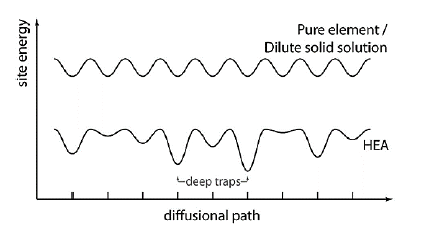 Pure element /
Dilute solid solution
site energy
HEA
deep traps
diffusional path